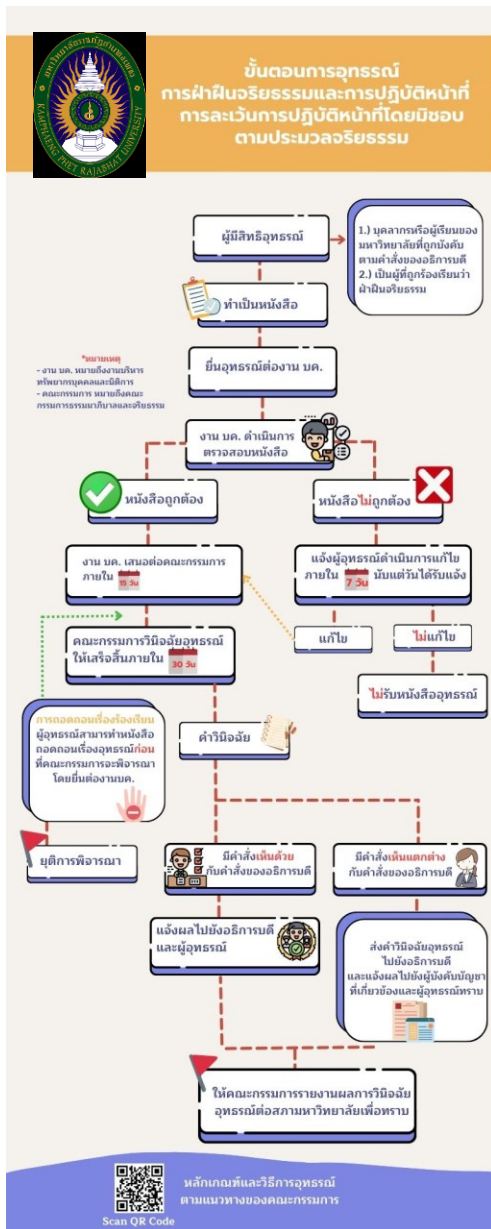 ขั้นตอนการอุทธรณ์
การฝ่าฝืนจริยธรรมและการปฏิบัติหน้าที่
การละเว้นการปฏิบัติหน้าที่โดยมิชอบ
ตามประมวลจริยธรรม
มหาวิทยาลัยราชภัฏกำแพงเพชร
KAMPHAENG PHET RAJABHAT UNIVERSITY
ผู้มีสิทธิอุทธรณ์
1.) บุคลากรหรือผู้เรียนของ
มหาวิทยาลัยที่ถูกบังคับ
ตามคำสั่งของอธิการบดี
2.) เป็นผู้ที่ถูกร้องเรียนว่า
ฝ่าฝืนจริยธรรม
ทำเป็นหนังสือ
*หมายเหตุ
- งาน บค. หมายถึงงานบริหาร
ทรัพยากรบุคคลและนิติการ
- คณะกรรมการ หมายถึงคณะ
กรรมการธรรมาภิบาลและจริยธรรม
ยื่นอุทธรณ์ต่องาน บค.
งาน บค. ดำเนินการ
ตรวจสอบหนังสือ
หนังสือถูกต้อง
หนังสือไม่ถูกต้อง
งาน บค. เสนอต่อคณะกรรมการ
ภายใน 15 วัน
แจ้งผู้อุทธรณ์ดำเนินการแก้ไข
ภายใน 7 วัน นับแต่วันได้รับแจ้ง
คณะกรรมการวินิจฉัยอุทธรณ์
ให้เสร็จสิ้นภายใน 30 วัน
แก้ไข
ไม่แก้ไข
ไม่รับหนังสืออุทธรณ์
การถอดถอนเรื่องร้องเรียน
ผู้อุทธรณ์สามารถทำหนังสือ
ถอดถอนเรื่องอุทธรณ์ก่อน
ที่คณะกรรมการจะพิจารณา
โดยยื่นต่องานบค.
คำวินิจฉัย
ยุติการพิจารณา
มีคำสั่งเห็นด้วย
กับคำสั่งของอธิการบดี
มีคำสั่งเห็นแตกต่าง
กับคำสั่งของอธิการบดี
แจ้งผลไปยังอธิการบดี
และผู้อุทธรณ์
ส่งคำวินิจฉัยอุทธรณ์
ไปยังอธิการบดี
และแจ้งผลไปยังผู้บังคับบัญชา
ที่เกี่ยวข้องและผู้อุทธรณ์ทราบ
ให้คณะกรรมการรายงานผลการวินิจฉัย
อุทธรณ์ต่อสภามหาวิทยาลัยเพื่อทราบ
หลักเกณฑ์และวิธีการอุทธรณ์
ตามแนวทางของคณะกรรมการ
Scan QR Code